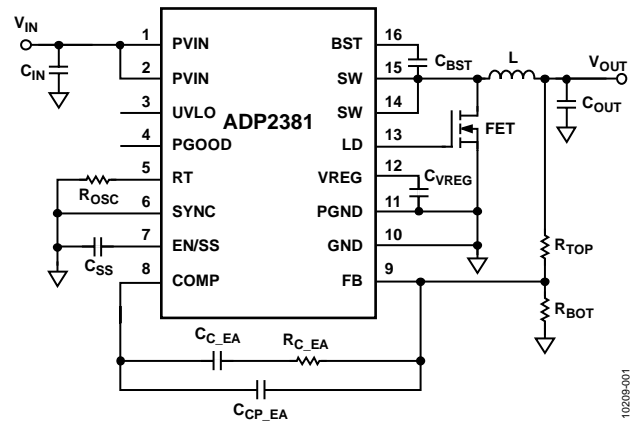 VIN
CIN
1 PVIN
2 PVIN
3 UVLO
4 PGOOD
5 RT
ROSC
6 SYNC
7 EN/SS
CSS
8 COMP
ADP2381
BST 16
CBST
SW 15
SW 14
LD 13
VREG 12
CVREG
PGND 11
GND 10
FB 9
L
VOUT
COUT
FET
RTOP
RBOT
CC_EA
RC_EA
CCP_EA
10209-001